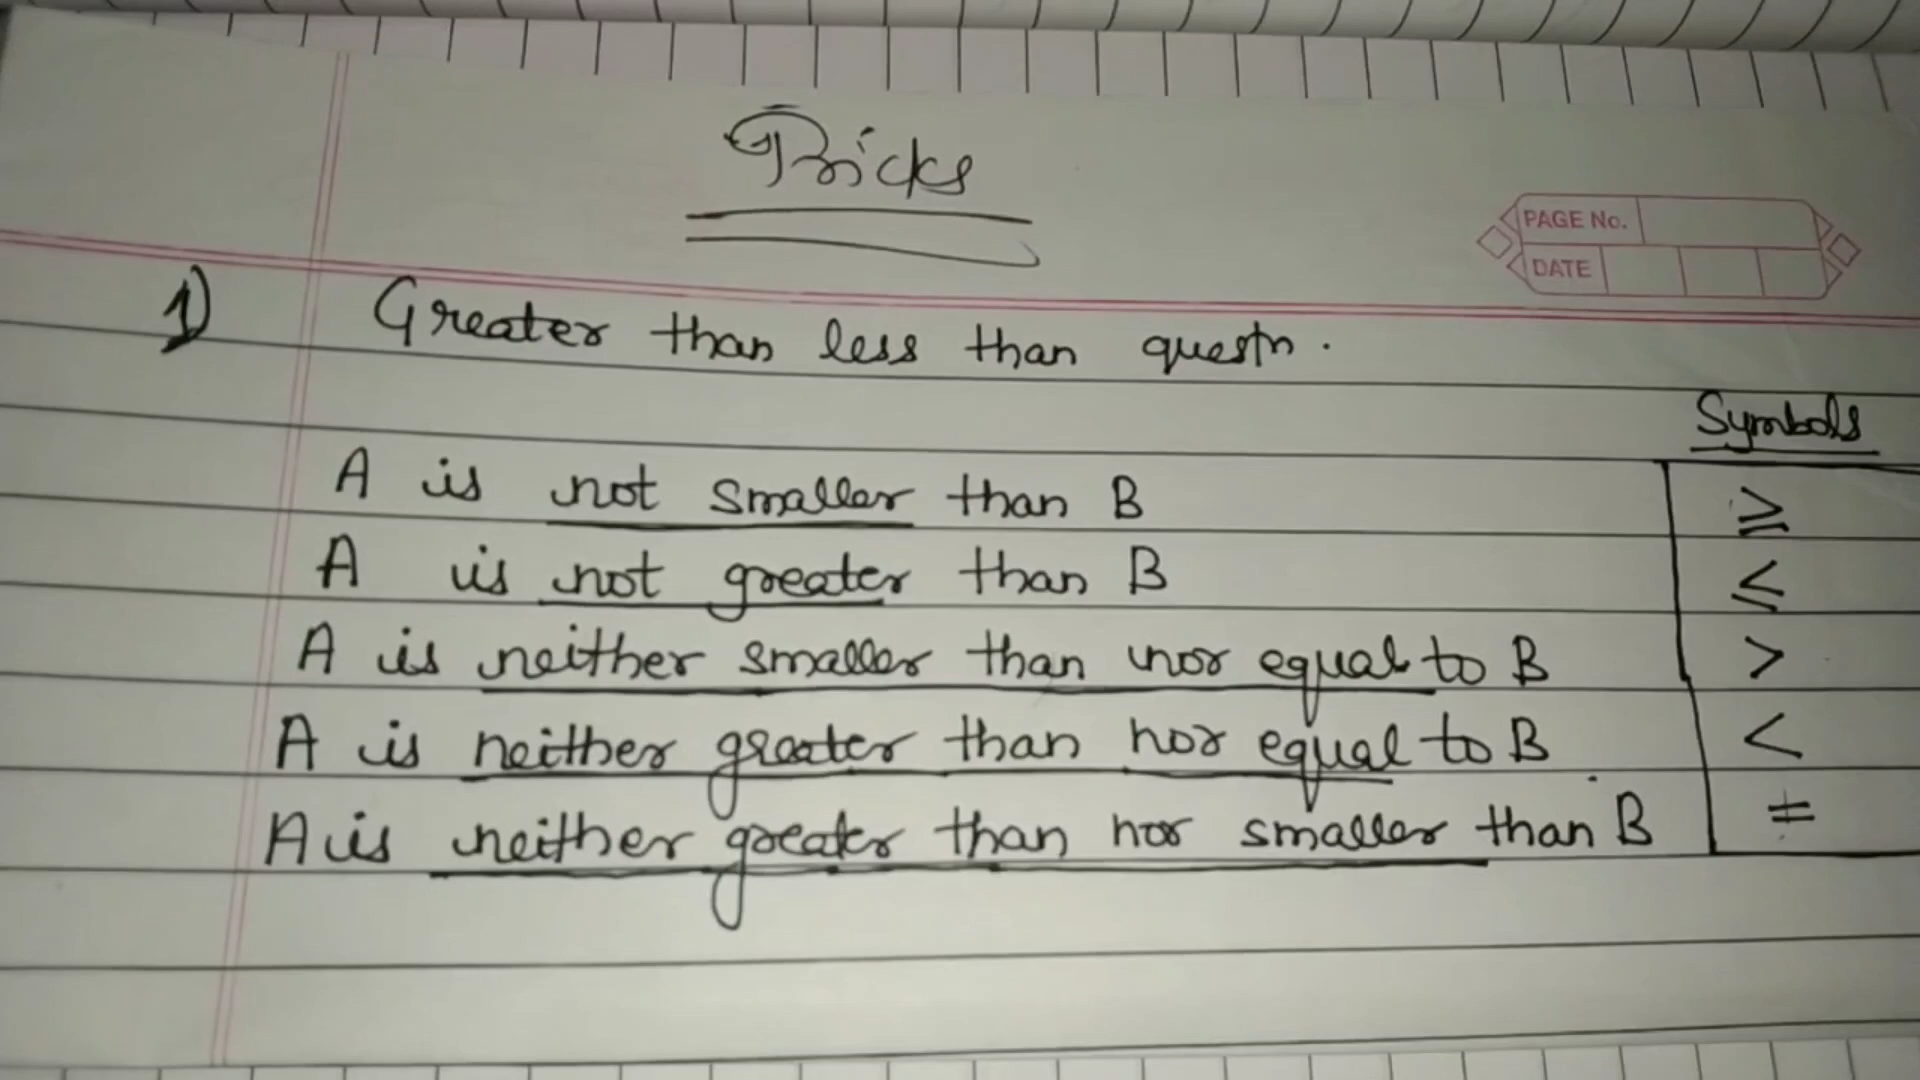 Tricks
PAGE No.
DATE
1) Greater than less than questn.
Symbols
A is not smaller than B ≥
A is not greater than B ≤
A is neither smaller than nor equal to B >
A is neither greater than nor equal to B <
A is neither greater than nor smaller than B =